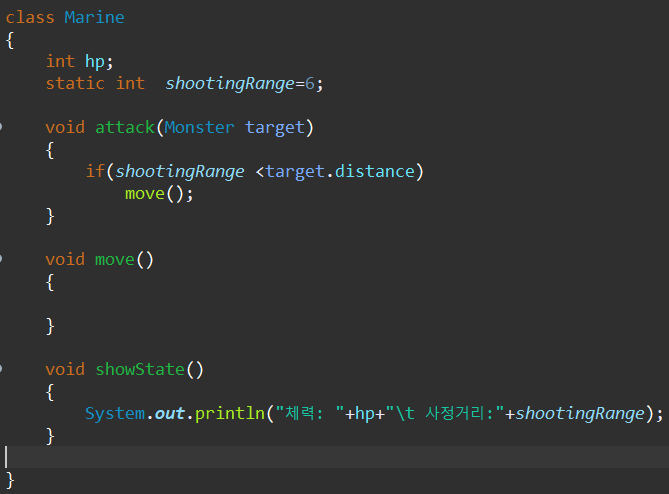 class Marine
{
    int hp;
    static int  shootingRange=6;

    void attack(Monster target)
    {
        if(shootingRange <target.distance)
            move();
    }

    void move()
    {

    }

    void showState()
    {
        System.out.println("체력: "+hp+"\t 사정거리:"+shootingRange);
    }

}